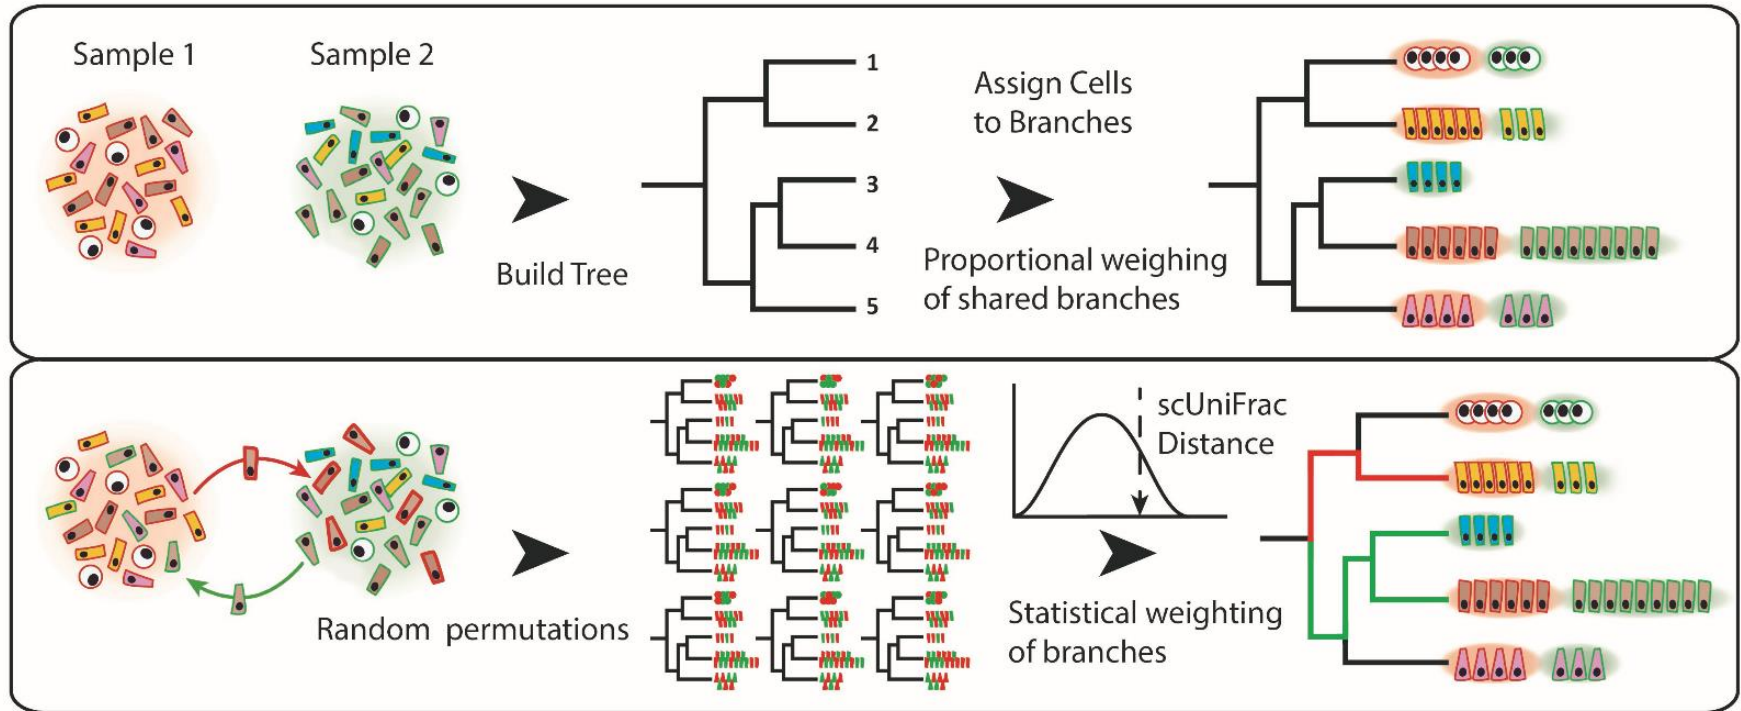 Sample 1
Sample 2
Build Tree
1
2
3
4
5
Assign Cells
to Branches
Proportional weighing
of shared branches
Random permutations
scUniFrac
Distance
Statistical weighting
of branches